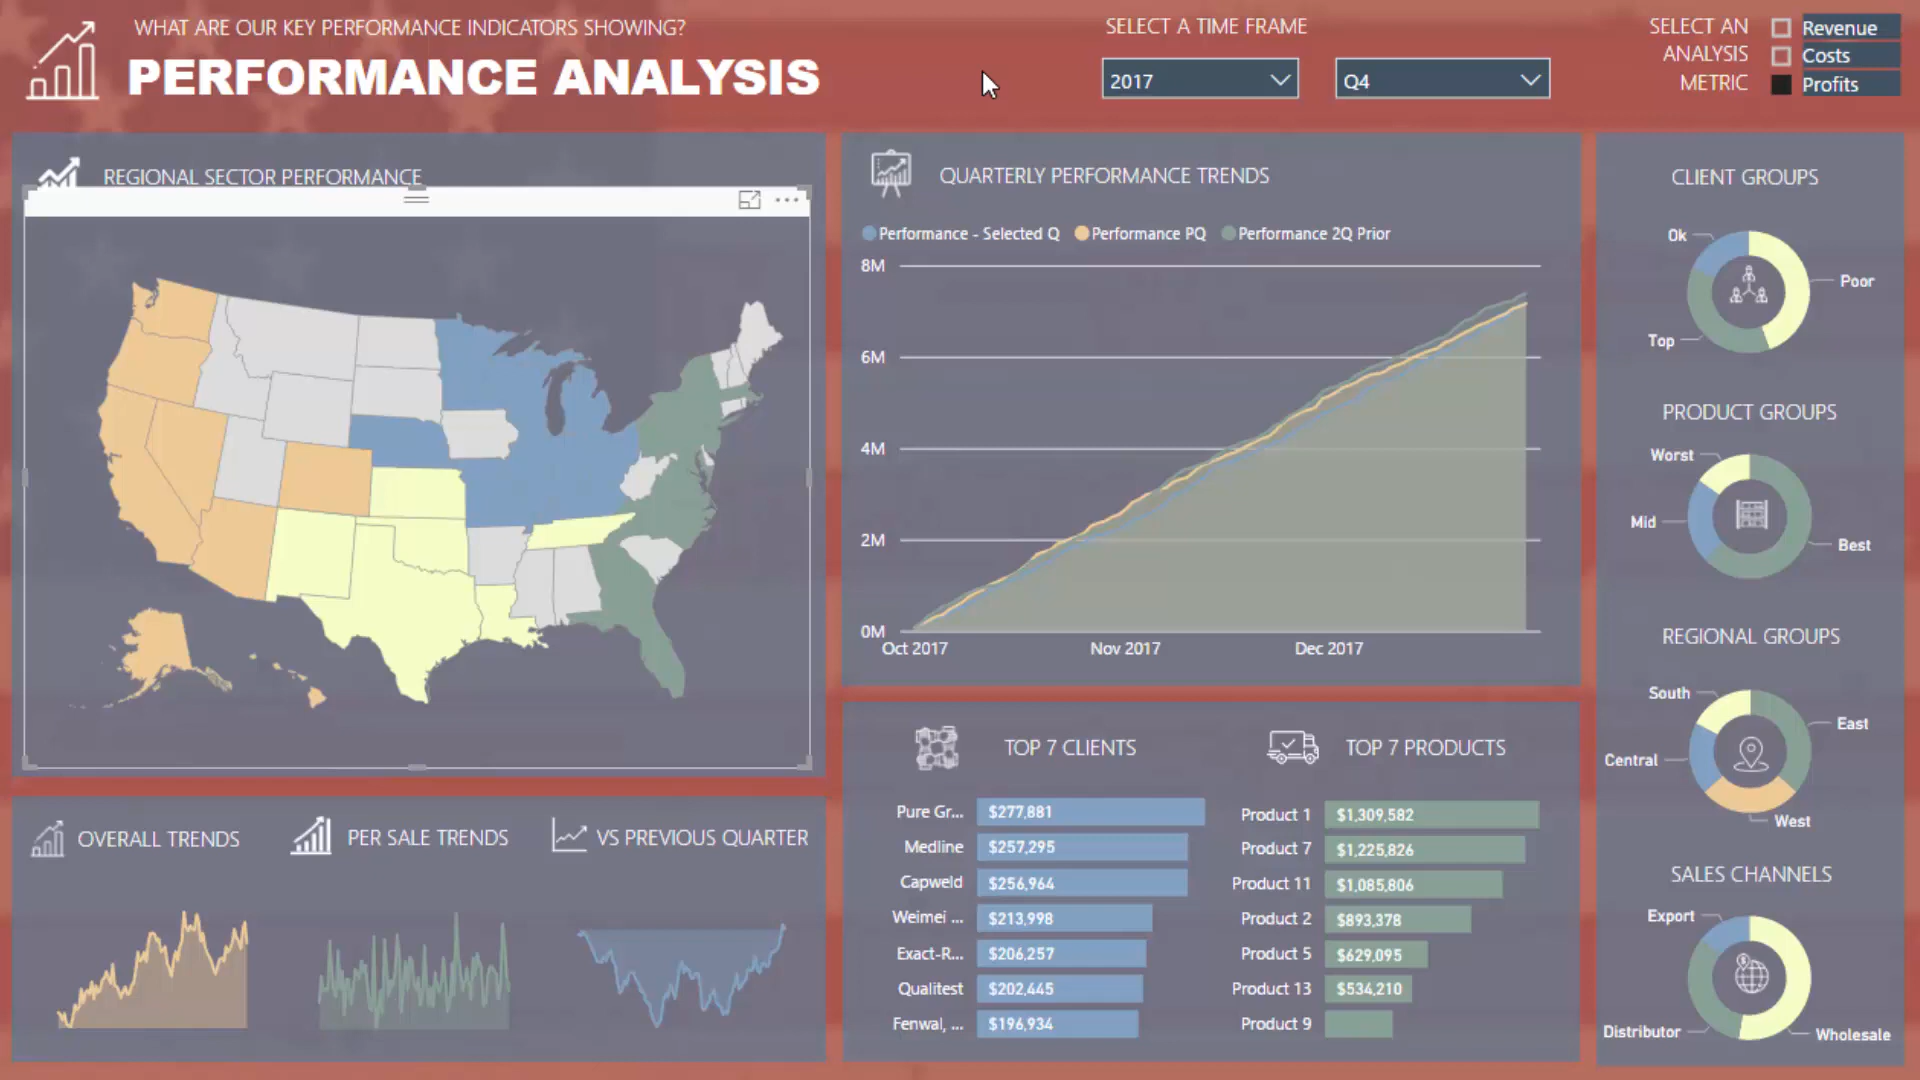 WHAT ARE OUR KEY PERFORMANCE INDICATORS SHOWING?
PERFORMANCE ANALYSIS
SELECT A TIME FRAME
2017
Q4
SELECT AN
ANALYSIS
METRIC
Revenue
Costs
Profits
REGIONAL SECTOR PERFORMANCE
QUARTERLY PERFORMANCE TRENDS
Performance - Selected Q
Performance PQ
Performance 2Q Prior
8M
6M
4M
2M
0M
Oct 2017
Nov 2017
Dec 2017
CLIENT GROUPS
Ok
Poor
Top
PRODUCT GROUPS
Worst
Mid
Best
REGIONAL GROUPS
South
East
Central
West
SALES CHANNELS
Export
Distributor
Wholesale
OVERALL TRENDS
PER SALE TRENDS
VS PREVIOUS QUARTER
TOP 7 CLIENTS
Pure Gr... $277,881
Medline $257,295
Capweld $256,964
Weimei ... $213,998
Exact-R... $206,257
Qualitest $202,445
Fenwal, ... $196,934
TOP 7 PRODUCTS
Product 1 $1,309,582
Product 7 $1,225,826
Product 11 $1,085,806
Product 2 $893,378
Product 5 $629,095
Product 13 $534,210
Product 9